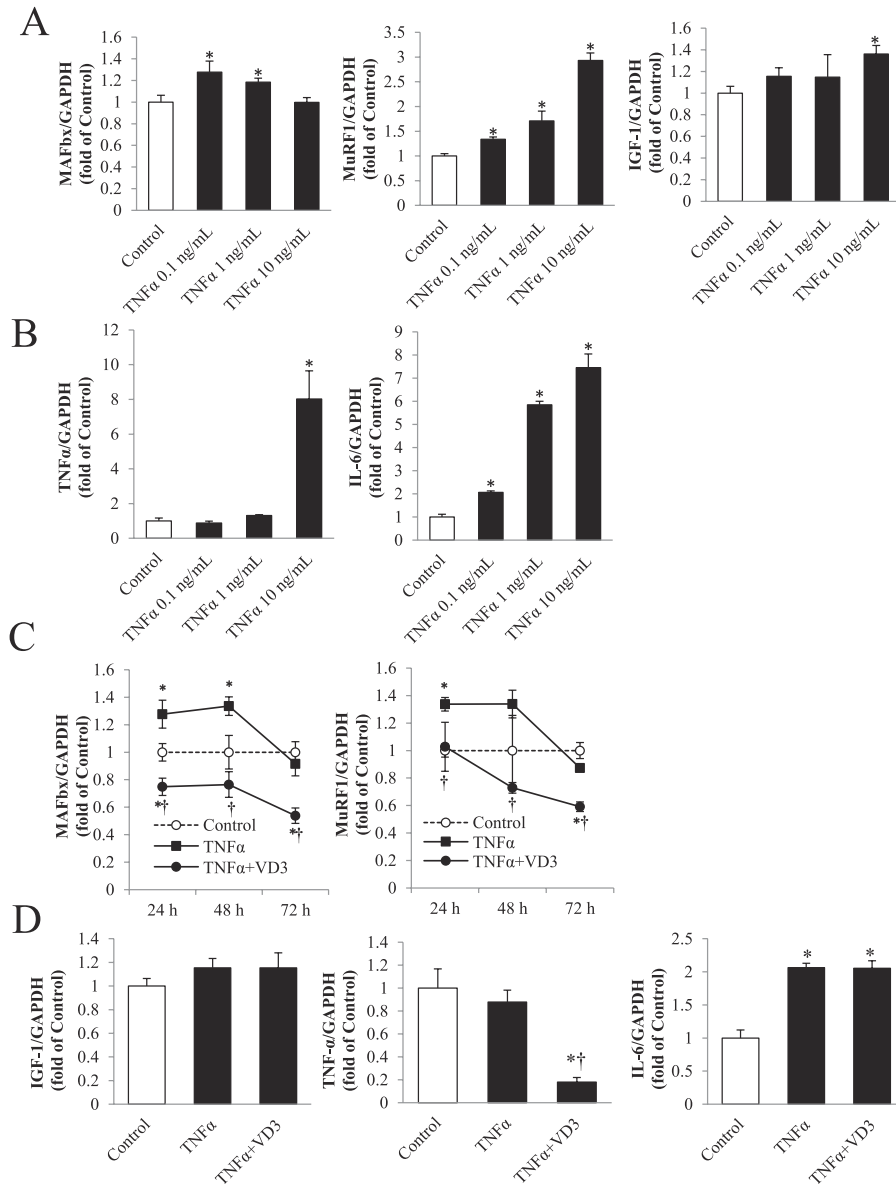 A
MAFbx/GAPDH
(fold of Control)
1.6
1.4
1.2
1
0.8
0.6
0.4
0.2
0
*
*
Control
TNFα 0.1 ng/mL
TNFα 1 ng/mL
TNFα 10 ng/mL
MuRF1/GAPDH
(fold of Control)
3.5
3
2.5
2
1.5
1
0.5
0
*
*
*
Control
TNFα 0.1 ng/mL
TNFα 1 ng/mL
TNFα 10 ng/mL
IGF-1/GAPDH
(fold of Control)
1.6
1.4
1.2
1
0.8
0.6
0.4
0.2
0
*
Control
TNFα 0.1 ng/mL
TNFα 1 ng/mL
TNFα 10 ng/mL
B
TNFα/GAPDH
(fold of Control)
12
10
8
6
4
2
0
*
Control
TNFα 0.1 ng/mL
TNFα 1 ng/mL
TNFα 10 ng/mL
IL-6/GAPDH
(fold of Control)
9
8
7
6
5
4
3
2
1
0
*
*
*
Control
TNFα 0.1 ng/mL
TNFα 1 ng/mL
TNFα 10 ng/mL
C
MAFbx/GAPDH
(fold of Control)
1.6
1.4
1.2
1
0.8
0.6
0.4
0.2
0
*
*
*†
†
*†
Control
TNFα
TNFα+VD3
24 h
48 h
72 h
MuRF1/GAPDH
(fold of Control)
1.6
1.4
1.2
1
0.8
0.6
0.4
0.2
0
*
†
†
*†
Control
TNFα
TNFα+VD3
24 h
48 h
72 h
D
IGF-1/GAPDH
(fold of Control)
1.4
1.2
1
0.8
0.6
0.4
0.2
0
Control
TNFα
TNFα+VD3
TNF-α/GAPDH
(fold of Control)
1.4
1.2
1
0.8
0.6
0.4
0.2
0
*†
Control
TNFα
TNFα+VD3
IL-6/GAPDH
(fold of Control)
2.5
2
1.5
1
0.5
0
*
*
Control
TNFα
TNFα+VD3